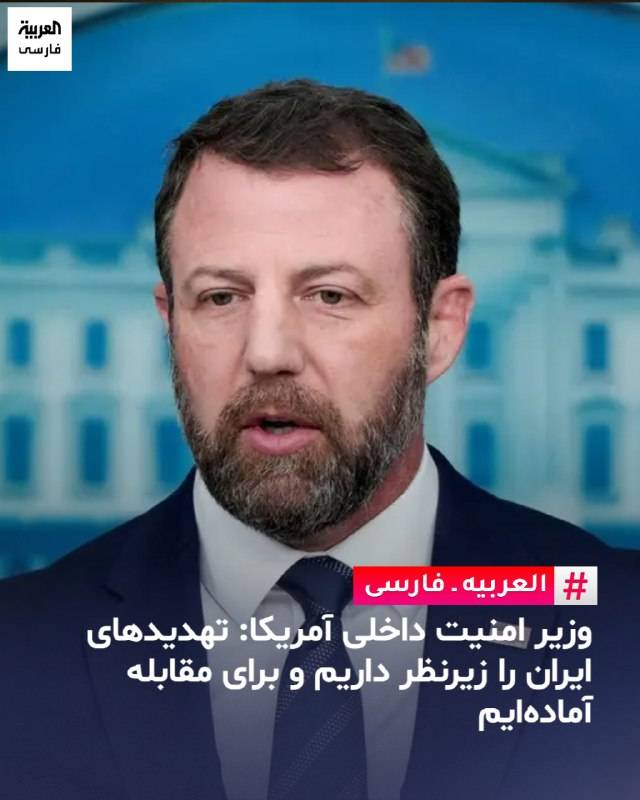 العربية
فارسی
# العربیه ـ فارسی
وزیر امنیت داخلی آمریکا: تهدیدهای
ایران را زیرنظر داریم و برای مقابله
آماده‌ایم